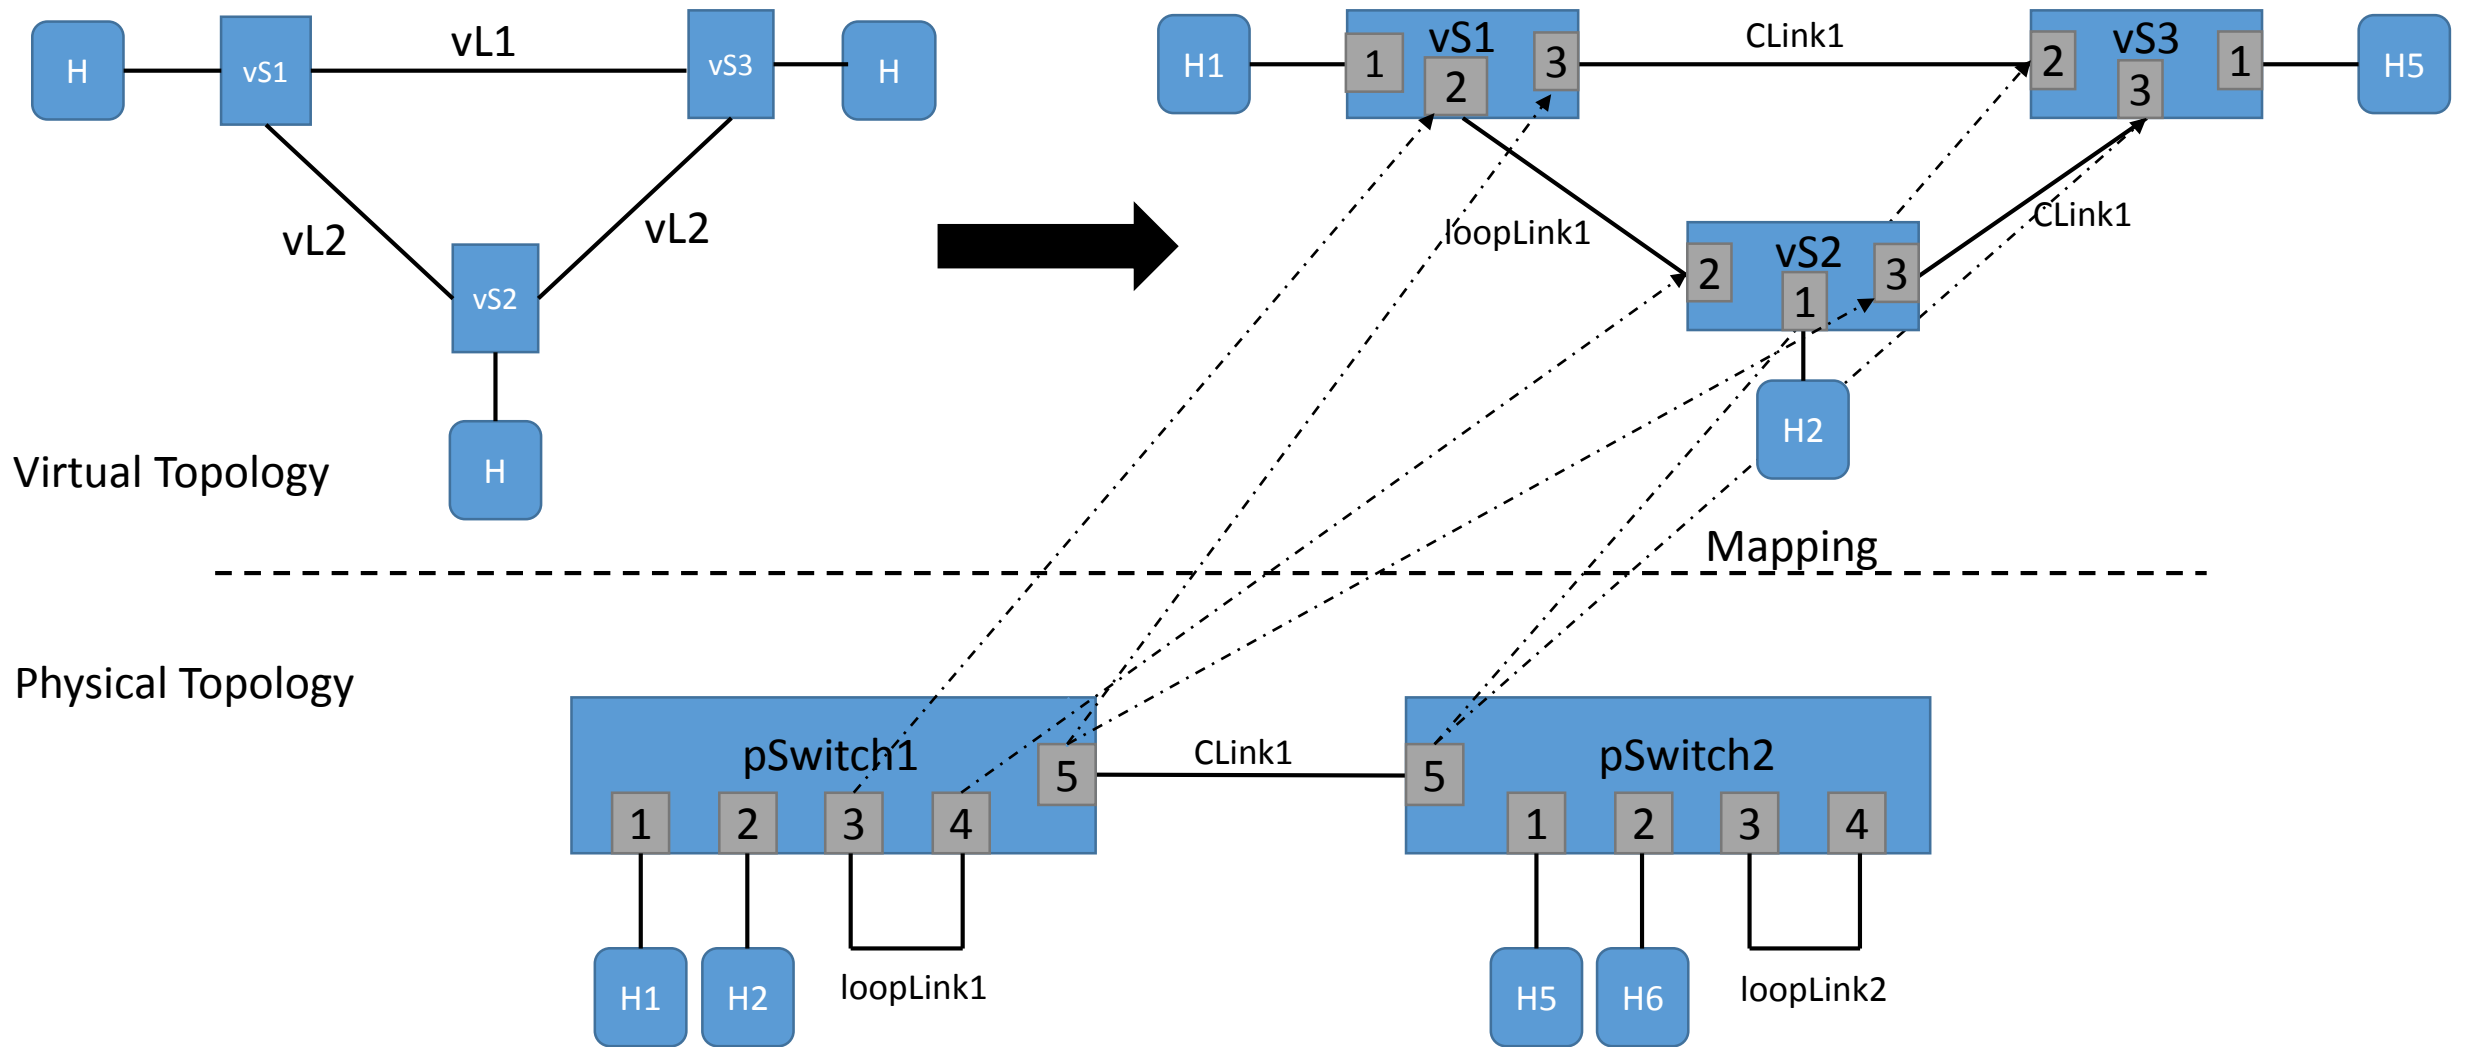 H
vS1
vL1
vS3
H
vL2
vL2
vS2
H
Virtual Topology
H1
1
vS1
2
3
CLink1
2
vS3
3
1
H5
loopLink1
CLink1
2
vS2
1
3
H2
Mapping
Physical Topology
pSwitch1
5
CLink1
5
pSwitch2
1
2
3
4
1
2
3
4
H1
H2
loopLink1
H5
H6
loopLink2